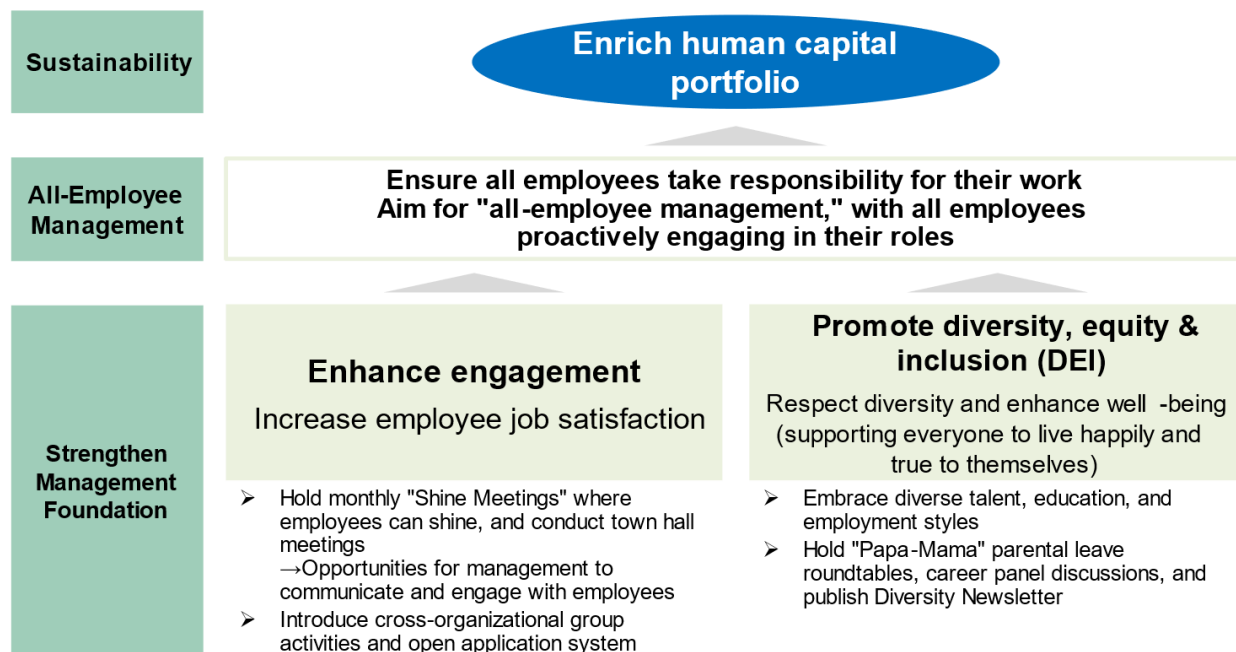 Sustainability
Enrich human capital
portfolio
All-Employee
Management
Ensure all employees take responsibility for their work
Aim for "all-employee management," with all employees
proactively engaging in their roles
Strengthen
Management
Foundation
Enhance engagement
Increase employee job satisfaction
➢ Hold monthly "Shine Meetings" where
employees can shine, and conduct town hall
meetings
→Opportunities for management to
communicate and engage with employees
➢ Introduce cross-organizational group
activities and open application system
Promote diversity, equity &
inclusion (DEI)
Respect diversity and enhance well -being
(supporting everyone to live happily and
true to themselves)
➢ Embrace diverse talent, education, and
employment styles
➢ Hold "Papa-Mama" parental leave
roundtables, career panel discussions, and
publish Diversity Newsletter